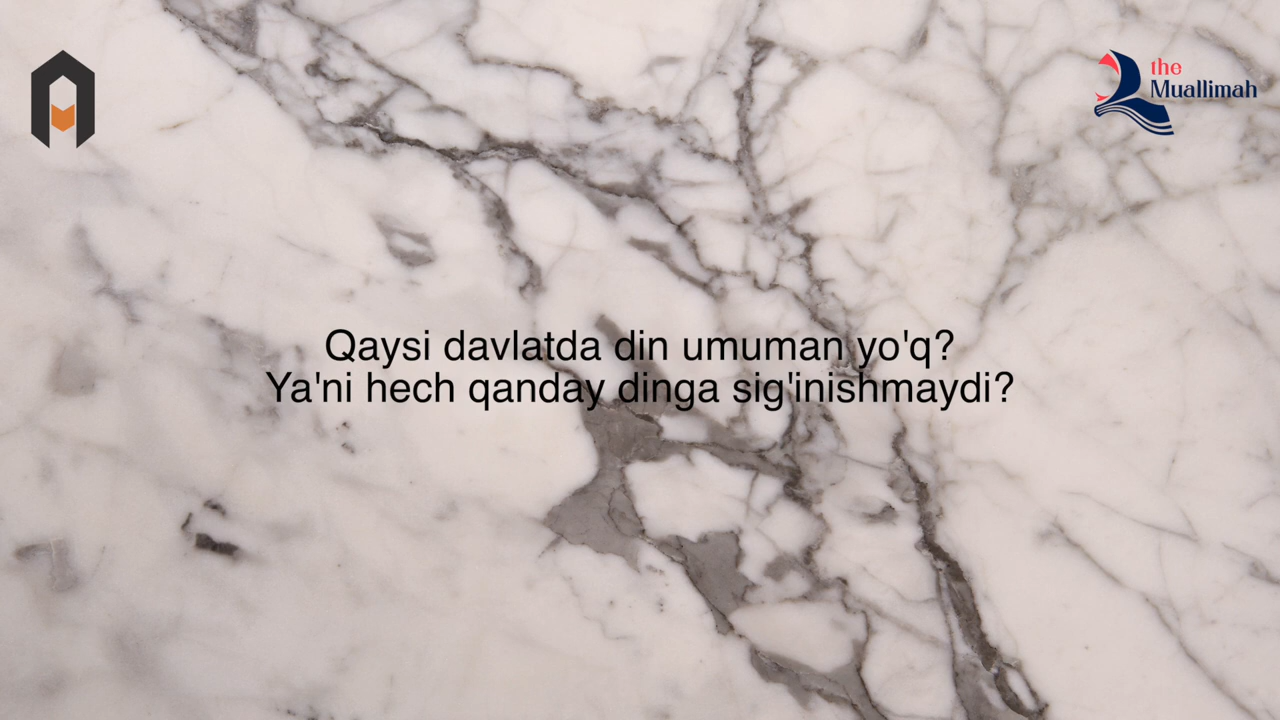 the
Muallimah
Qaysi davlatda din umuman yo'q?
Ya'ni hech qanday dinga sig'inishmaydi?